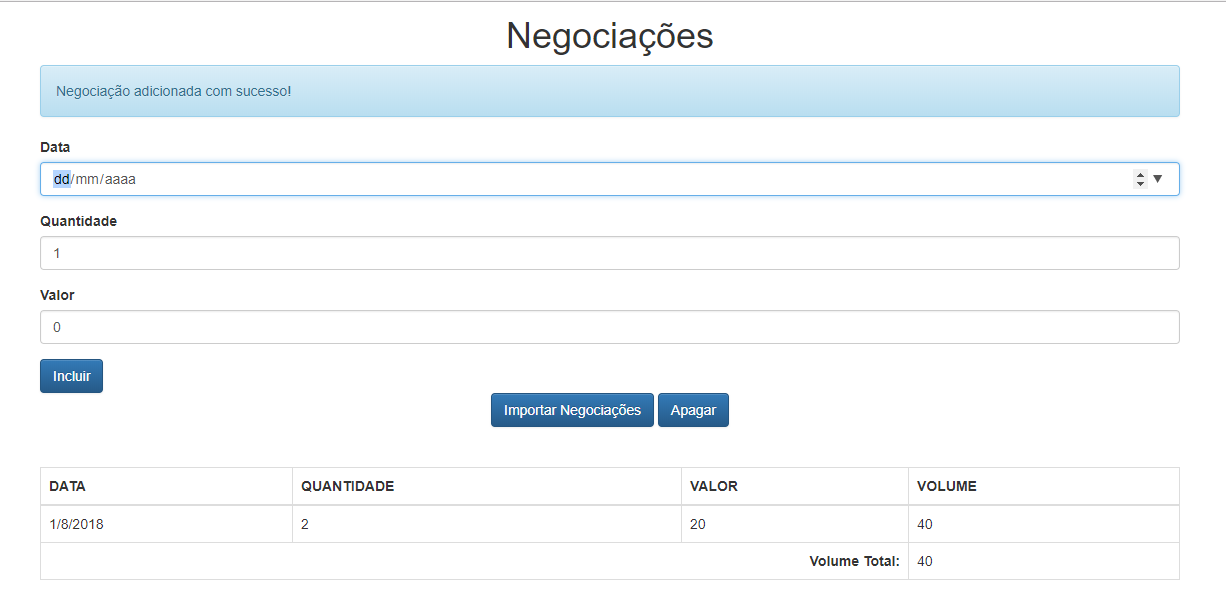 Negociações
Negociação adicionada com sucesso!
Data
dd/mm/aaaa
Quantidade
1
Valor
0
Incluir
Importar Negociações Apagar
DATA QUANTIDADE VALOR VOLUME
1/8/2018 2 20 40
Volume Total: 40